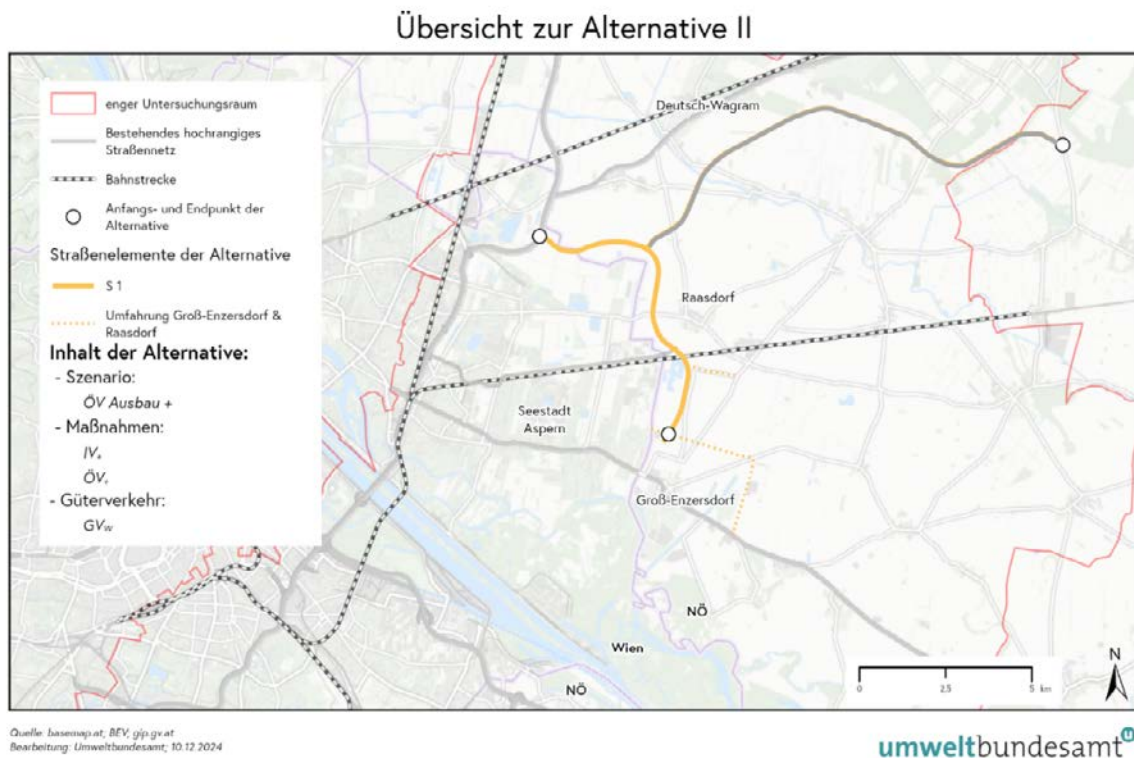 Übersicht zur Alternative II
enger Untersuchungsraum
Bestehendes hochrangiges
Straßennetz
Bahnstrecke
Anfangs- und Endpunkt der
Alternative
Straßenelemente der Alternative
S 1
Umfahrung Groß-Enzersdorf &
Raasdorf
Inhalt der Alternative:
- Szenario:
ÖV Ausbau +
- Maßnahmen:
IV
ÖV
- Güterverkehr:
GVw
Deutsch-Wagram
Raasdorf
Seestadt
Aspern
Groß-Enzersdorf
NÖ
Wien
NÖ
N
0 2.5 5 km
Quelle: basemap.at; BEV; gip.gv.at
Bearbeitung: Umweltbundesamt; 10.12.2024
umweltbundesamt u